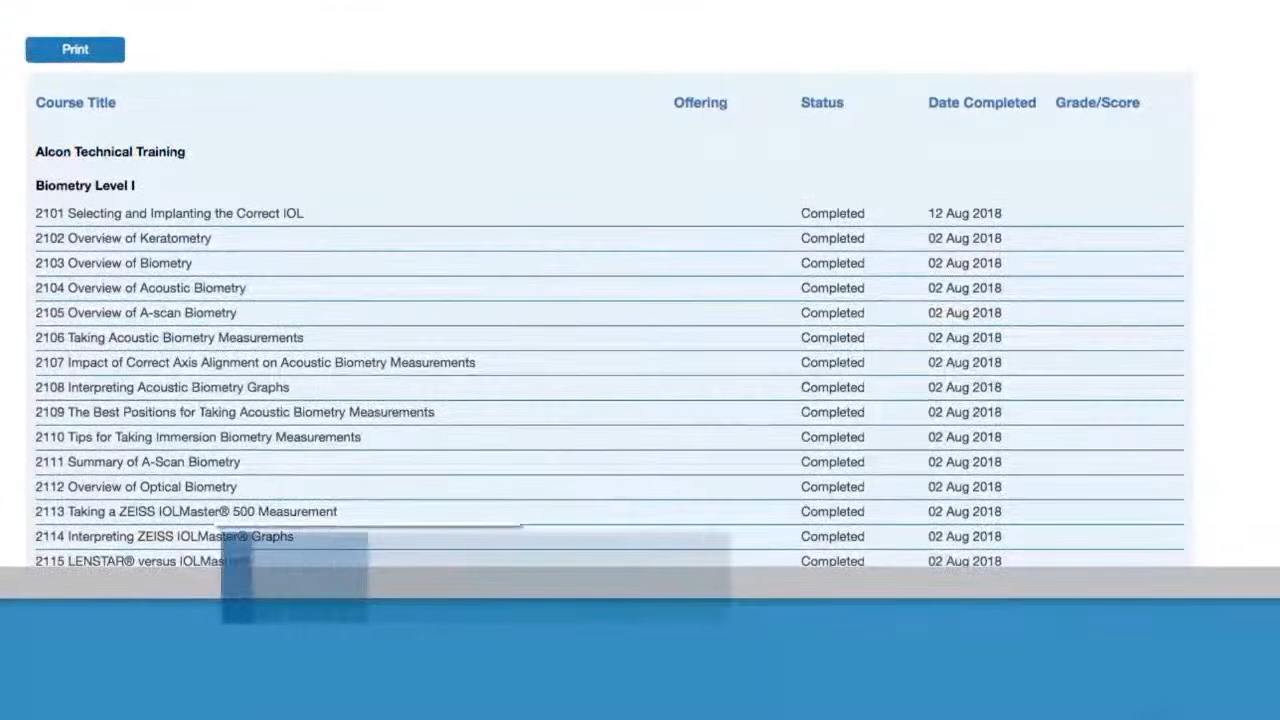 Print
Course Title Offering Status Date Completed Grade/Score
Alcon Technical Training
Biometry Level I
2101 Selecting and Implanting the Correct IOL Completed 12 Aug 2018
2102 Overview of Keratometry Completed 02 Aug 2018
2103 Overview of Biometry Completed 02 Aug 2018
2104 Overview of Acoustic Biometry Completed 02 Aug 2018
2105 Overview of A-scan Biometry Completed 02 Aug 2018
2106 Taking Acoustic Biometry Measurements Completed 02 Aug 2018
2107 Impact of Correct Axis Alignment on Acoustic Biometry Measurements Completed 02 Aug 2018
2108 Interpreting Acoustic Biometry Graphs Completed 02 Aug 2018
2109 The Best Positions for Taking Acoustic Biometry Measurements Completed 02 Aug 2018
2110 Tips for Taking Immersion Biometry Measurements Completed 02 Aug 2018
2111 Summary of A-Scan Biometry Completed 02 Aug 2018
2112 Overview of Optical Biometry Completed 02 Aug 2018
2113 Taking a ZEISS IOLMaster® 500 Measurement Completed 02 Aug 2018
2114 Interpreting ZEISS IOLMaster® Graphs Completed 02 Aug 2018
2115 LENSTAR® versus Completed 02 Aug 2018